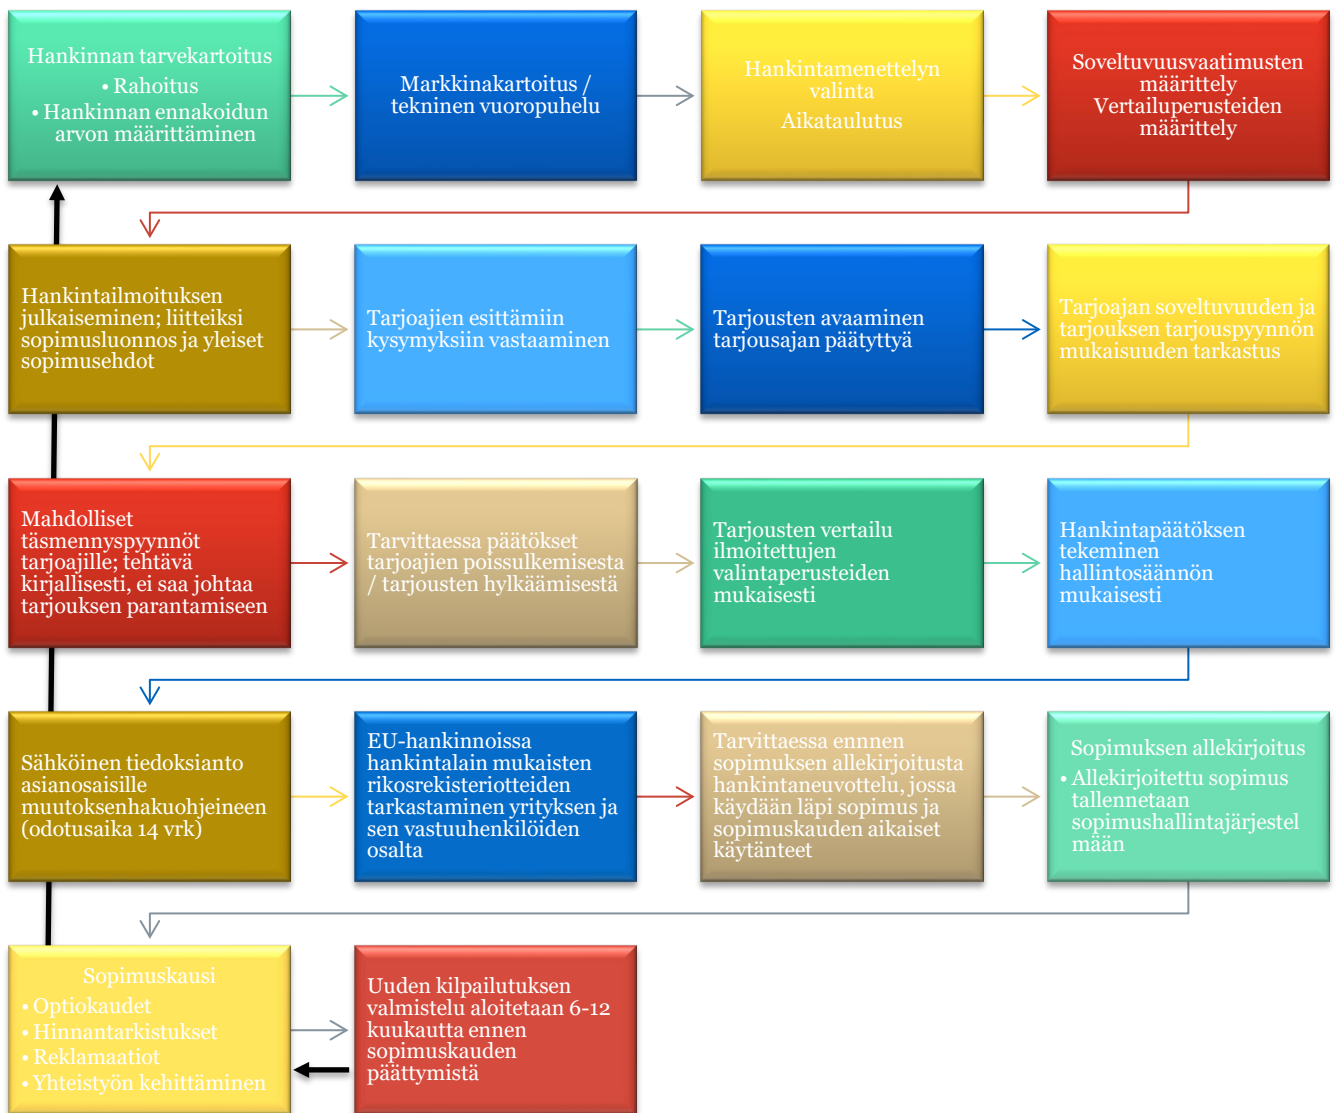 Hankinnan tarvekartoitus
• Rahoitus
• Hankinnan ennakoidun
arvon määrittäminen
Markkinakartoitus /
tekninen vuoropuhelu
Hankintamenettelyn
valinta
Aikataulutus
Soveltuvuusvaatimusten
määrittely
Vertailuperusteiden
määrittely
Hankintailmoituksen
julkaiseminen; liitteiksi
sopimusluonnos ja yleiset
sopimusehdot
Tarjoajien esittämiin
kysymyksiin vastaaminen
Tarjousten avaaminen
tarjousajan päätyttyä
Tarjoajan soveltuvuuden ja
tarjouksen tarjouspyynnön
mukaisuuden tarkastus
Mahdolliset
täsmennyspyynnöt
tarjoajille; tehtävä
kirjallisesti, ei saa johtaa
tarjouksen parantamiseen
Tarvittaessa päätökset
tarjoajien poissulkemisesta
/ tarjousten hylkäämisestä
Tarjousten vertailu
ilmoitettujen
valintaperusteiden
mukaisesti
Hankintapäätöksen
tekeminen
hallintosäännön
mukaisesti
Sähköinen tiedoksianto
asianosaisille
muutoksenhakuohjeineen
(odotusaika 14 vrk)
EU-hankinnoissa
hankintalain mukaisten
rikosrekisteriotteiden
tarkastaminen yrityksen ja
sen vastuuhenkilöiden
osalta
Tarvittaessa ennnen
sopimuksen allekirjoitusta
hankintaneuvottelu, jossa
käydään läpi sopimus ja
sopimuskauden aikaiset
käytänteet
Sopimuksen allekirjoitus
• Allekirjoitettu sopimus
tallennetaan
sopimushallintajärjestel
mään
Sopimuskausi
• Optiokaudet
• Hinnantarkistukset
• Reklamaatiot
• Yhteistyön kehittäminen
Uuden kilpailutuksen
valmistelu aloitetaan 6-12
kuukautta ennen
sopimuskauden
päättymistä